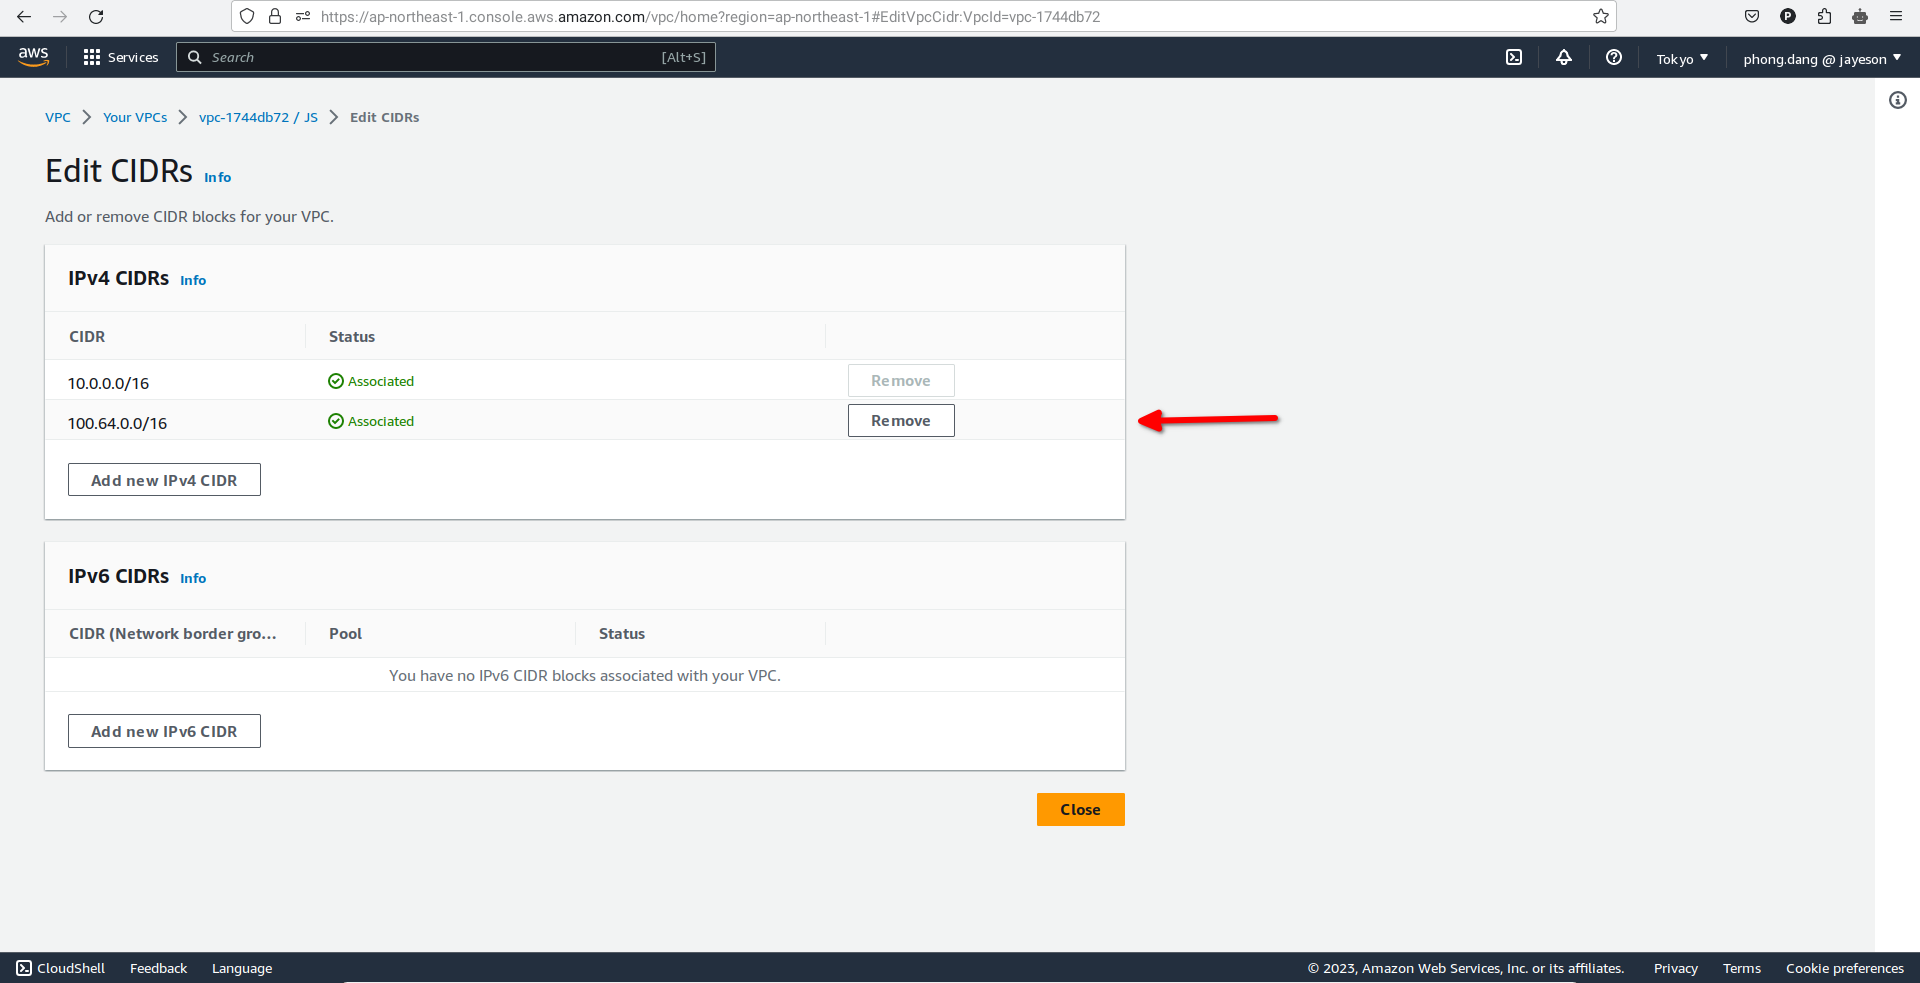 https://ap-northeast-1.console.aws.amazon.com/vpc/home?region=ap-northeast-1#EditVpcCidr:VpcId=vpc-1744db72
P
aws Services Search [Alt+S] Tokyo phong.dang @ jayeson
VPC Your VPCs vpc-1744db72 / JS Edit CIDRs
Edit CIDRs Info
Add or remove CIDR blocks for your VPC.
IPv4 CIDRs Info
CIDR Status
10.0.0.0/16 Associated Remove
100.64.0.0/16 Associated Remove
Add new IPv4 CIDR
IPv6 CIDRs Info
CIDR (Network border gro... Pool Status
You have no IPv6 CIDR blocks associated with your VPC.
Add new IPv6 CIDR
Close
CloudShell Feedback Language © 2023, Amazon Web Services, Inc. or its affiliates. Privacy Terms Cookie preferences